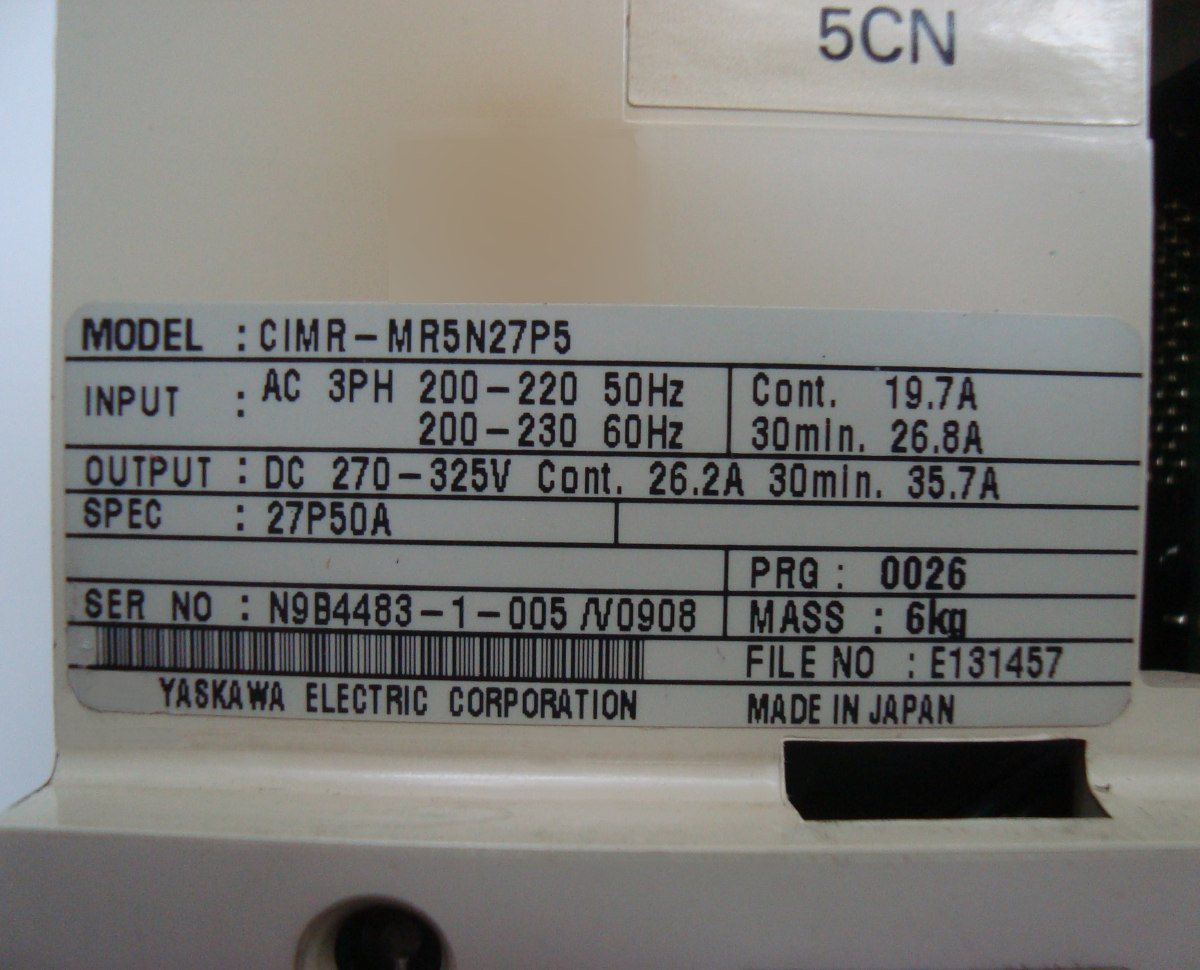 5CN
MODEL : CIMR-MR5N27P5
INPUT : AC 3PH 200-220 50Hz Cont. 19.7A
200-230 60Hz 30min. 26.8A
OUTPUT : DC 270-325V Cont. 26.2A 30min. 35.7A
SPEC : 27P50A
PRG : 0026
SER NO : N9B4483-1-005 /V0908 MASS : 6kg
FILE NO : E131457
YASKAWA ELECTRIC CORPORATION MADE IN JAPAN